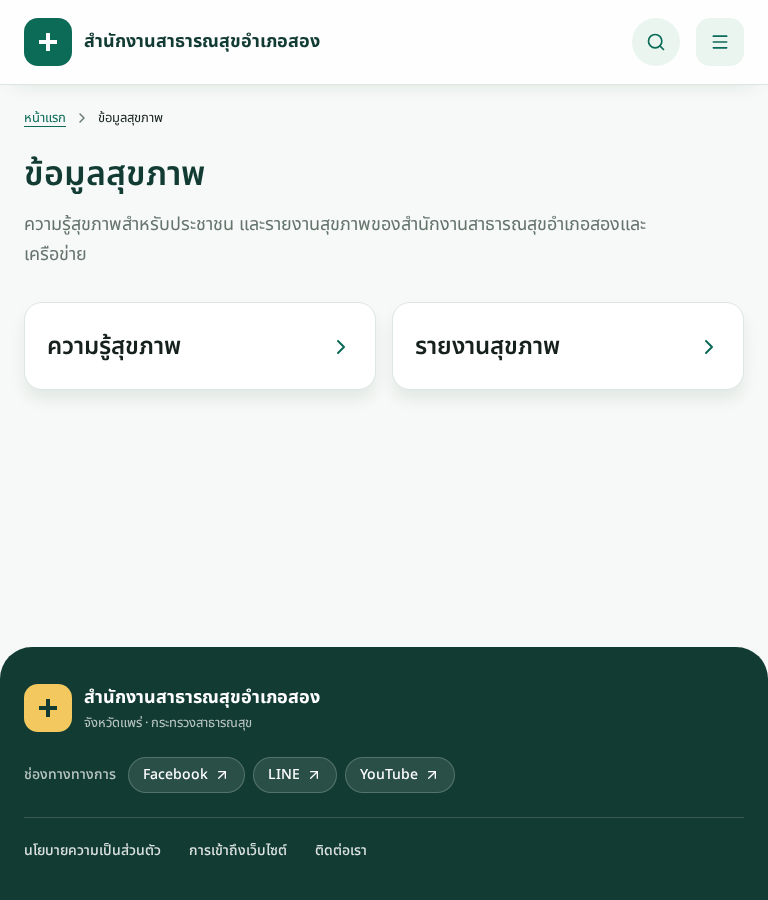 สำนักงานสาธารณสุขอำเภอสอง
หน้าแรก
ข้อมูลสุขภาพ
ข้อมูลสุขภาพ
ความรู้สุขภาพสำหรับประชาชน และรายงานสุขภาพของสำนักงานสาธารณสุขอำเภอสองและ
เครือข่าย
ความรู้สุขภาพ
รายงานสุขภาพ
สำนักงานสาธารณสุขอำเภอสอง
จังหวัดแพร่ · กระทรวงสาธารณสุข
ช่องทางทางการ
Facebook
LINE
YouTube
นโยบายความเป็นส่วนตัว
การเข้าถึงเว็บไซต์
ติดต่อเรา